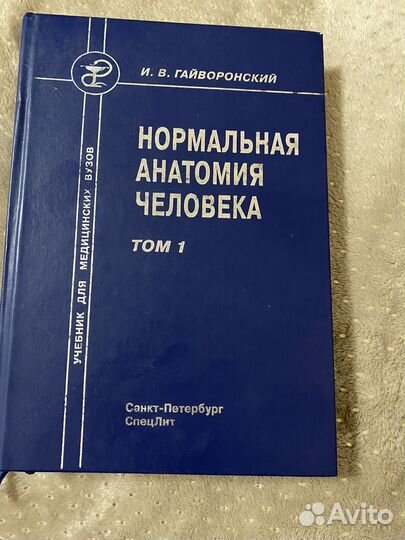 И. В. ГАЙВОРОНСКИЙ
НОРМАЛЬНАЯ
АНАТОМИЯ
ЧЕЛОВЕКА
ТОМ 1
УЧЕБНИК ДЛЯ МЕДИЦИНСКИХ ВУЗОВ
Санкт-Петербург
СпецЛит
Avito